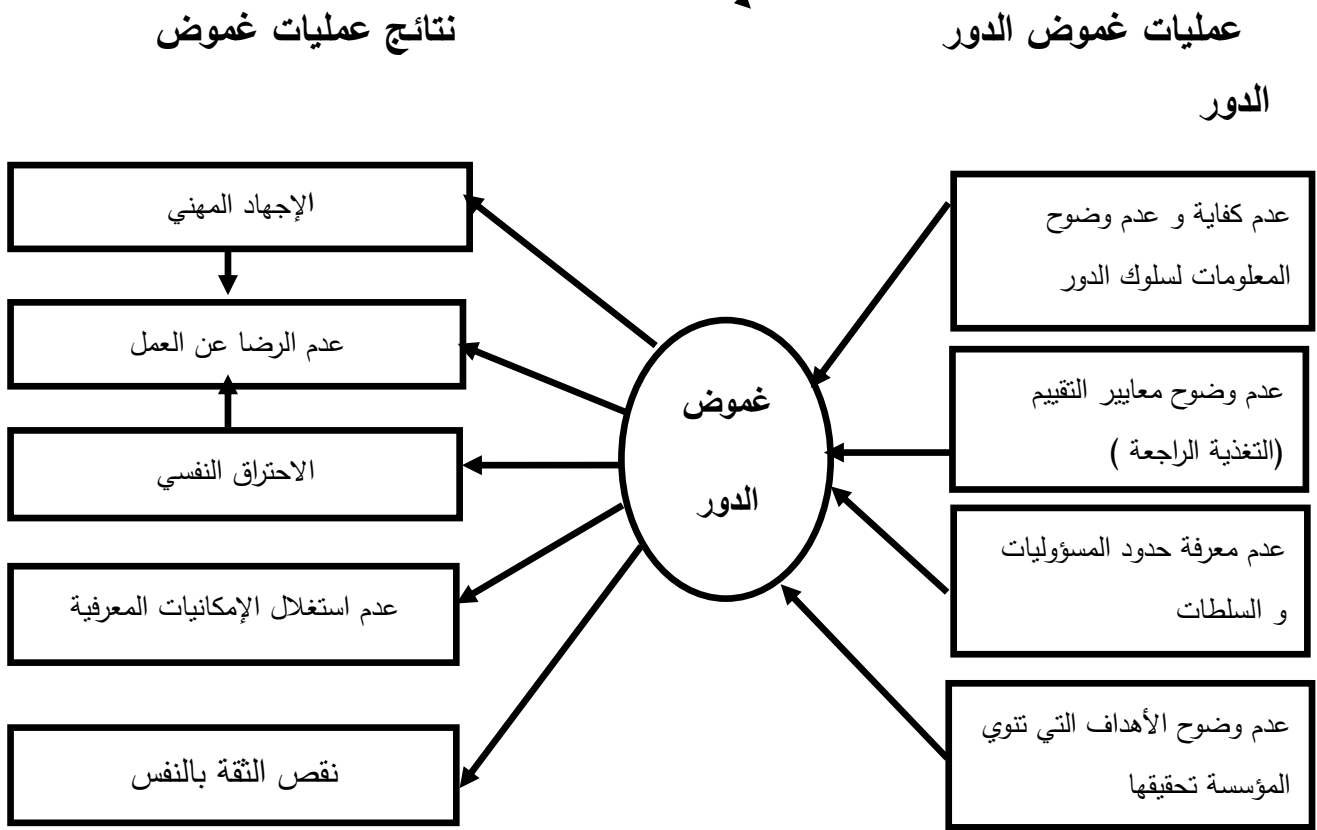 عمليات غموض الدور
نتائج عمليات غموض
الدور
عدم كفاية و عدم وضوح
المعلومات لسلوك الدور
عدم وضوح معايير التقييم
(التغذية الراجعة )
عدم معرفة حدود المسؤوليات
و السلطات
عدم وضوح الأهداف التي تنوي
المؤسسة تحقيقها
غموض
الدور
الإجهاد المهني
عدم الرضا عن العمل
الاحتراق النفسي
عدم استغلال الإمكانيات المعرفية
نقص الثقة بالنفس